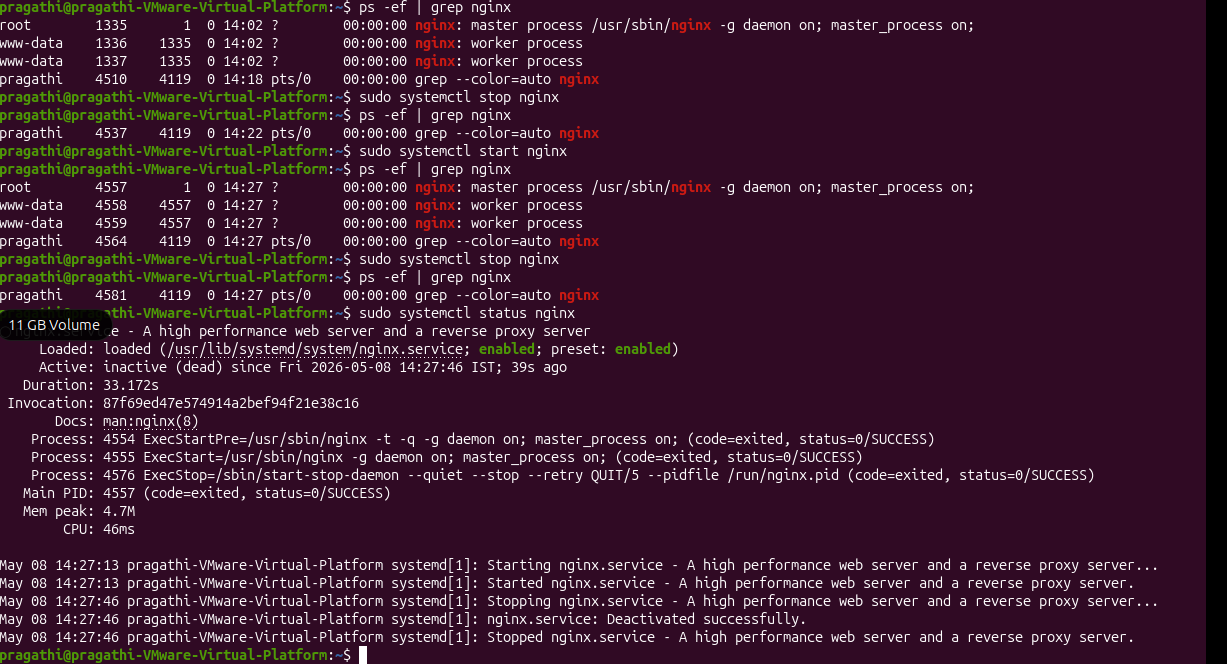 pragathi@pragathi-VMware-Virtual-Platform:~$ ps -ef | grep nginx
root        1335       1  0 14:02 ?        00:00:00 nginx: master process /usr/sbin/nginx -g daemon on; master_process on;
www-data    1336    1335  0 14:02 ?        00:00:00 nginx: worker process
www-data    1337    1335  0 14:02 ?        00:00:00 nginx: worker process
pragathi    4510    4119  0 14:18 pts/0    00:00:00 grep --color=auto nginx
pragathi@pragathi-VMware-Virtual-Platform:~$ sudo systemctl stop nginx
pragathi@pragathi-VMware-Virtual-Platform:~$ ps -ef | grep nginx
pragathi    4537    4119  0 14:22 pts/0    00:00:00 grep --color=auto nginx
pragathi@pragathi-VMware-Virtual-Platform:~$ sudo systemctl start nginx
pragathi@pragathi-VMware-Virtual-Platform:~$ ps -ef | grep nginx
root        4557       1  0 14:27 ?        00:00:00 nginx: master process /usr/sbin/nginx -g daemon on; master_process on;
www-data    4558    4557  0 14:27 ?        00:00:00 nginx: worker process
www-data    4559    4557  0 14:27 ?        00:00:00 nginx: worker process
pragathi    4564    4119  0 14:27 pts/0    00:00:00 grep --color=auto nginx
pragathi@pragathi-VMware-Virtual-Platform:~$ sudo systemctl stop nginx
pragathi@pragathi-VMware-Virtual-Platform:~$ ps -ef | grep nginx
pragathi    4581    4119  0 14:27 pts/0    00:00:00 grep --color=auto nginx
pragathi@pragathi-VMware-Virtual-Platform:~$ sudo systemctl status nginx
11 GB Volume
- A high performance web server and a reverse proxy server
Loaded: loaded (/usr/lib/systemd/system/nginx.service; enabled; preset: enabled)
Active: inactive (dead) since Fri 2026-05-08 14:27:46 IST; 39s ago
Duration: 33.172s
Invocation: 87f69ed47e574914a2bef94f21e38c16
Docs: man:nginx(8)
Process: 4554 ExecStartPre=/usr/sbin/nginx -t -q -g daemon on; master_process on; (code=exited, status=0/SUCCESS)
Process: 4555 ExecStart=/usr/sbin/nginx -g daemon on; master_process on; (code=exited, status=0/SUCCESS)
Process: 4576 ExecStop=/sbin/start-stop-daemon --quiet --stop --retry QUIT/5 --pidfile /run/nginx.pid (code=exited, status=0/SUCCESS)
Main PID: 4557 (code=exited, status=0/SUCCESS)
Mem peak: 4.7M
CPU: 46ms
May 08 14:27:13 pragathi-VMware-Virtual-Platform systemd[1]: Starting nginx.service - A high performance web server and a reverse proxy server...
May 08 14:27:13 pragathi-VMware-Virtual-Platform systemd[1]: Started nginx.service - A high performance web server and a reverse proxy server.
May 08 14:27:46 pragathi-VMware-Virtual-Platform systemd[1]: Stopping nginx.service - A high performance web server and a reverse proxy server...
May 08 14:27:46 pragathi-VMware-Virtual-Platform systemd[1]: nginx.service: Deactivated successfully.
May 08 14:27:46 pragathi-VMware-Virtual-Platform systemd[1]: Stopped nginx.service - A high performance web server and a reverse proxy server.
pragathi@pragathi-VMware-Virtual-Platform:~$